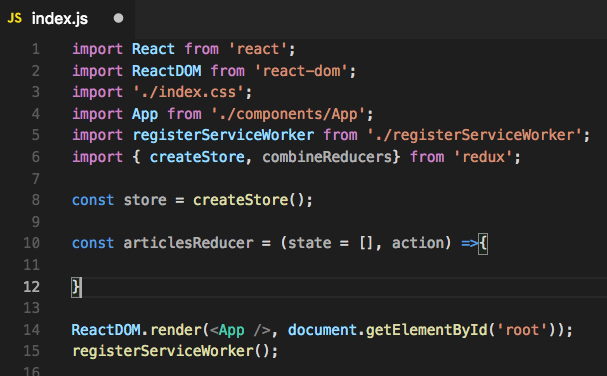 JS index.js
1 import React from 'react';
2 import ReactDOM from 'react-dom';
3 import './index.css';
4 import App from './components/App';
5 import registerServiceWorker from './registerServiceWorker';
6 import { createStore, combineReducers} from 'redux';
7
8 const store = createStore();
9
10 const articlesReducer = (state = [], action) =>{
11
12 }
13
14 ReactDOM.render(<App />, document.getElementById('root'));
15 registerServiceWorker();
16